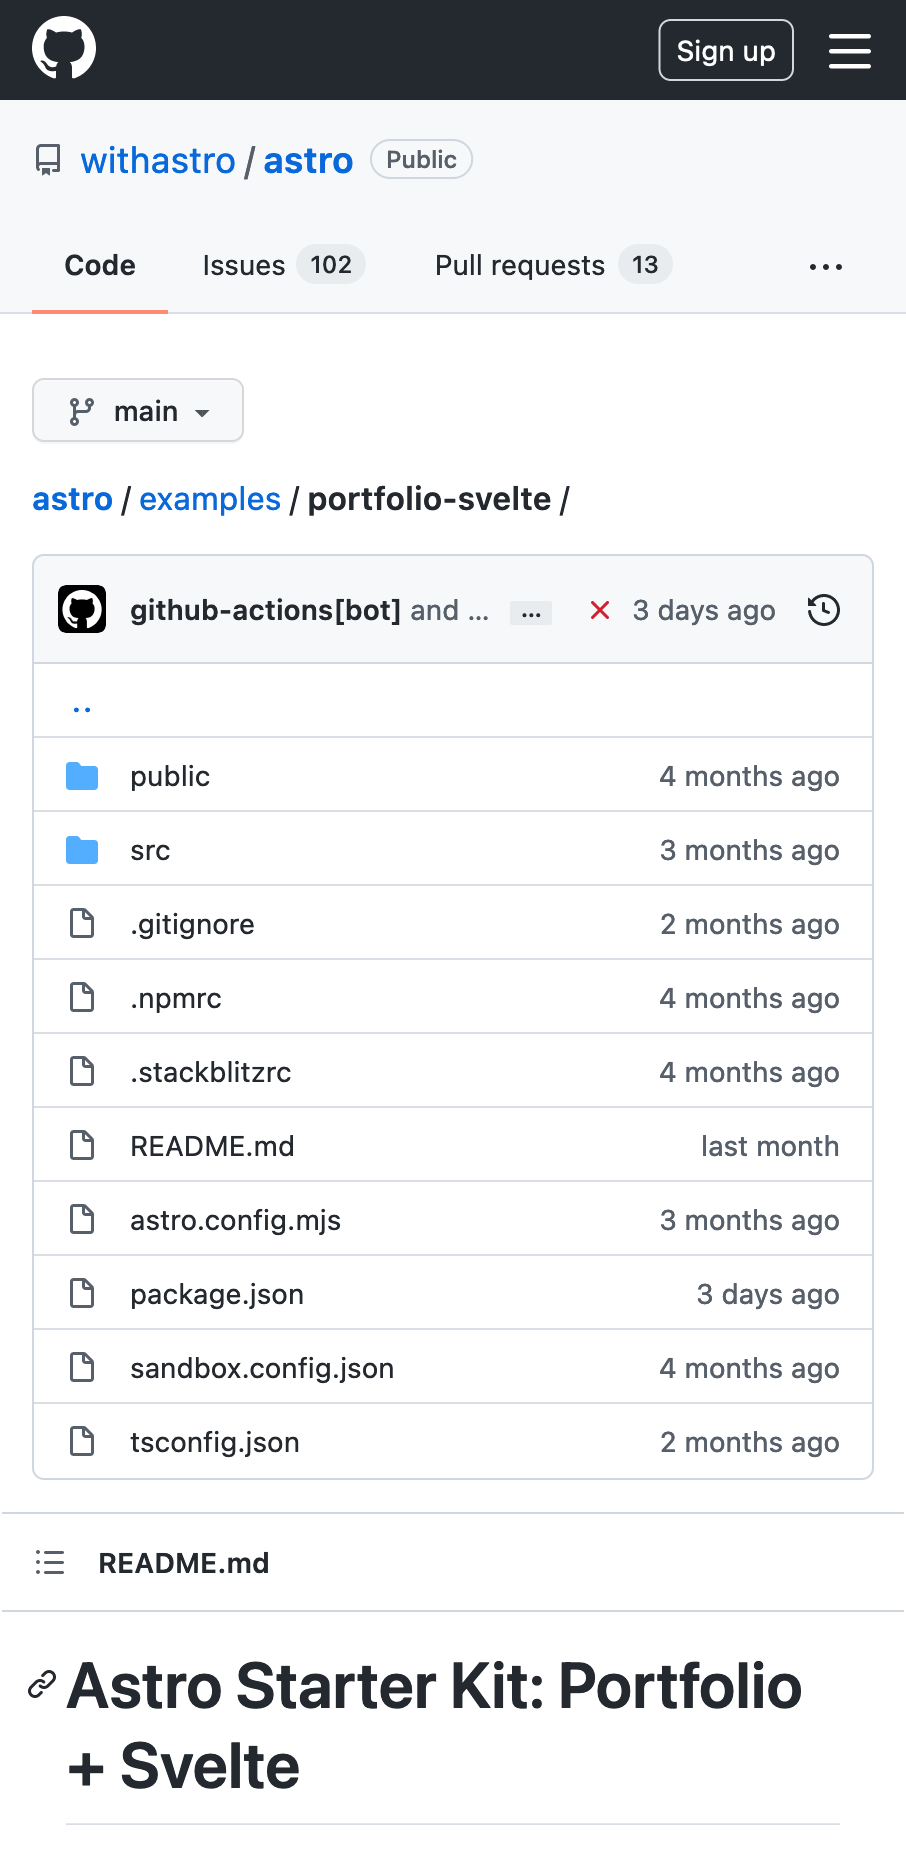 Sign up
withastro / astro Public
Code Issues 102 Pull requests 13 ...
main
astro / examples / portfolio-svelte /
github-actions[bot] and ... ... 3 days ago
..
public 4 months ago
src 3 months ago
.gitignore 2 months ago
.npmrc 4 months ago
.stackblitzrc 4 months ago
README.md last month
astro.config.mjs 3 months ago
package.json 3 days ago
sandbox.config.json 4 months ago
tsconfig.json 2 months ago
README.md
Astro Starter Kit: Portfolio
+ Svelte